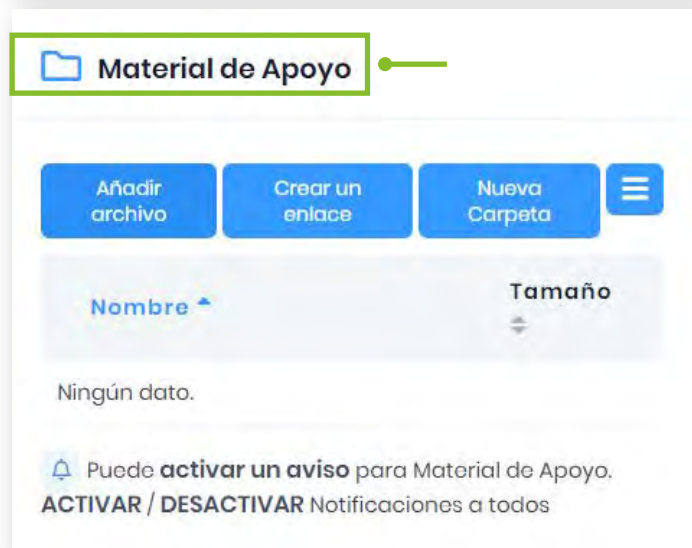 Material de Apoyo
Añadir archivo
Crear un enlace
Nueva Carpeta
Nombre
Tamaño
Ningún dato.
Puede activar un aviso para Material de Apoyo.
ACTIVAR / DESACTIVAR Notificaciones a todos